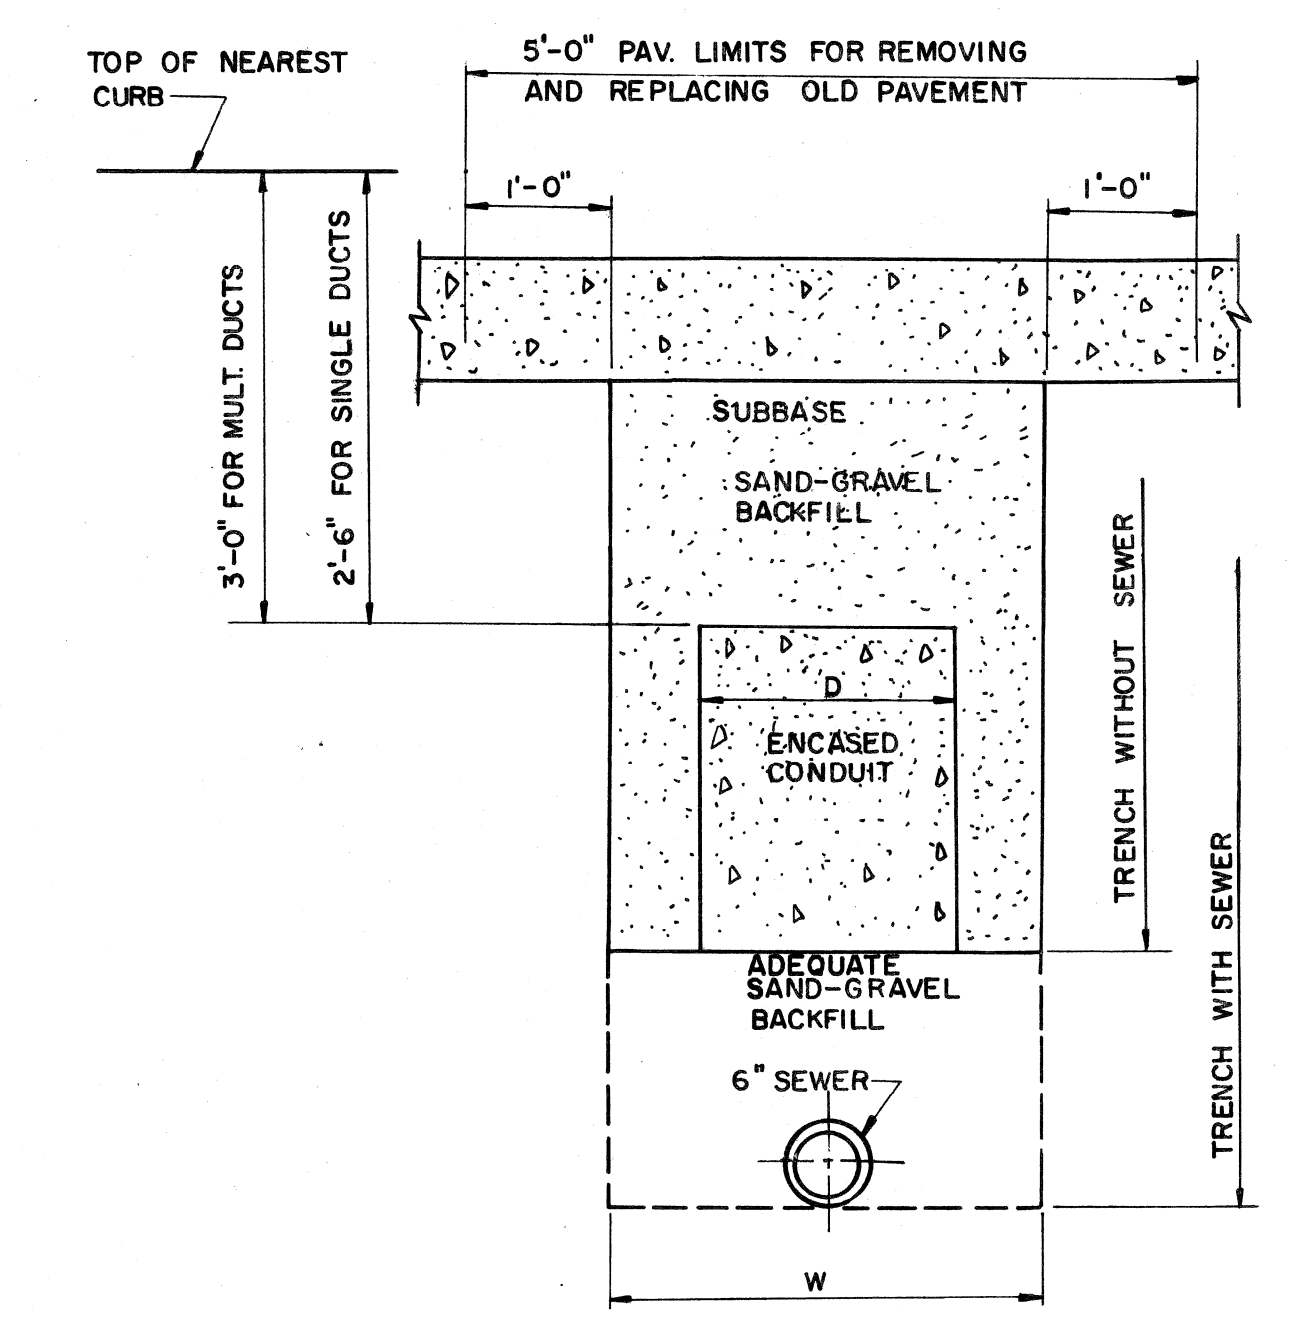 5'-0" PAV. LIMITS FOR REMOVING
AND REPLACING OLD PAVEMENT
TOP OF NEAREST
CURB
1'-0"
1'-0"
3'-0" FOR MULT. DUCTS
2'-6" FOR SINGLE DUCTS
SUBBASE
SAND-GRAVEL
BACKFILL
D
ENCASED
CONDUIT
TRENCH WITHOUT SEWER
TRENCH WITH SEWER
ADEQUATE
SAND-GRAVEL
BACKFILL
6" SEWER
W